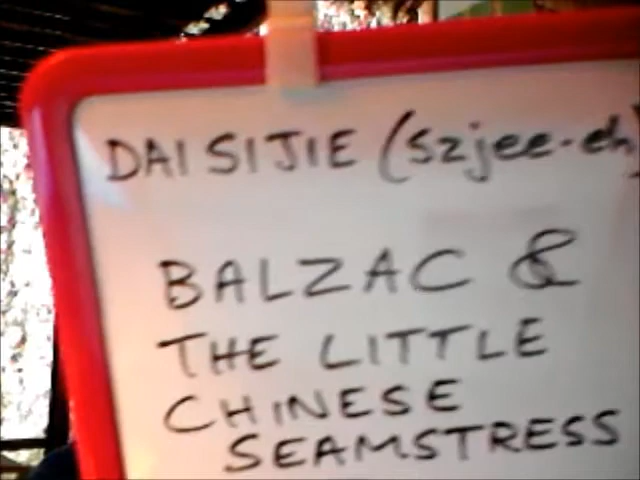 DAI SIJIE (szjee-eh)
BALZAC &
THE LITTLE
CHINESE
SEAMSTRESS